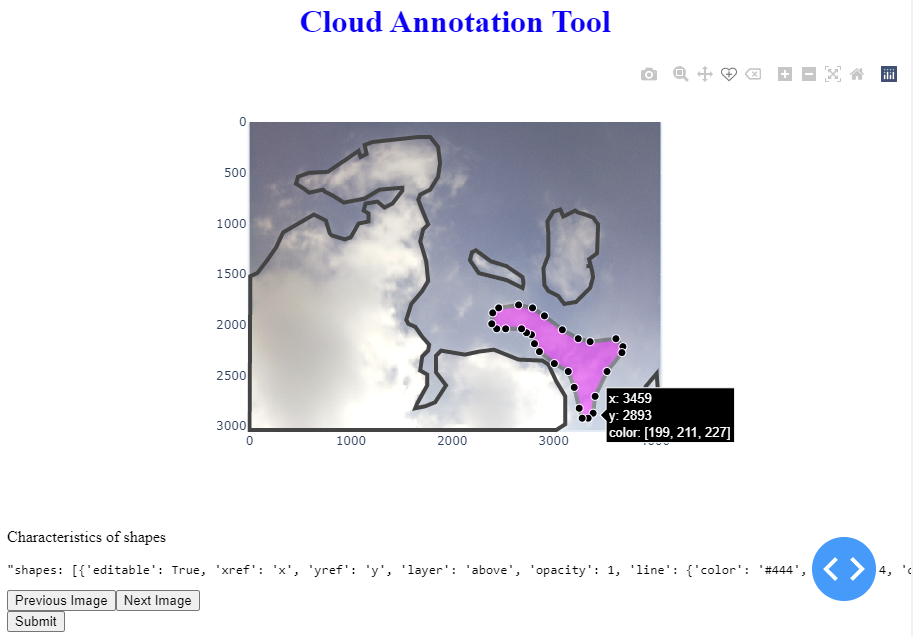 Cloud Annotation Tool
0
500
1000
1500
2000
2500
3000
0
1000
2000
3000
x: 3459
y: 2893
color: [199, 211, 227]
Characteristics of shapes
"shapes: [{'editable': True, 'xref': 'x', 'yref': 'y', 'layer': 'above', 'opacity': 1, 'line': {'color': '#444', 4, '
Previous Image Next Image
Submit